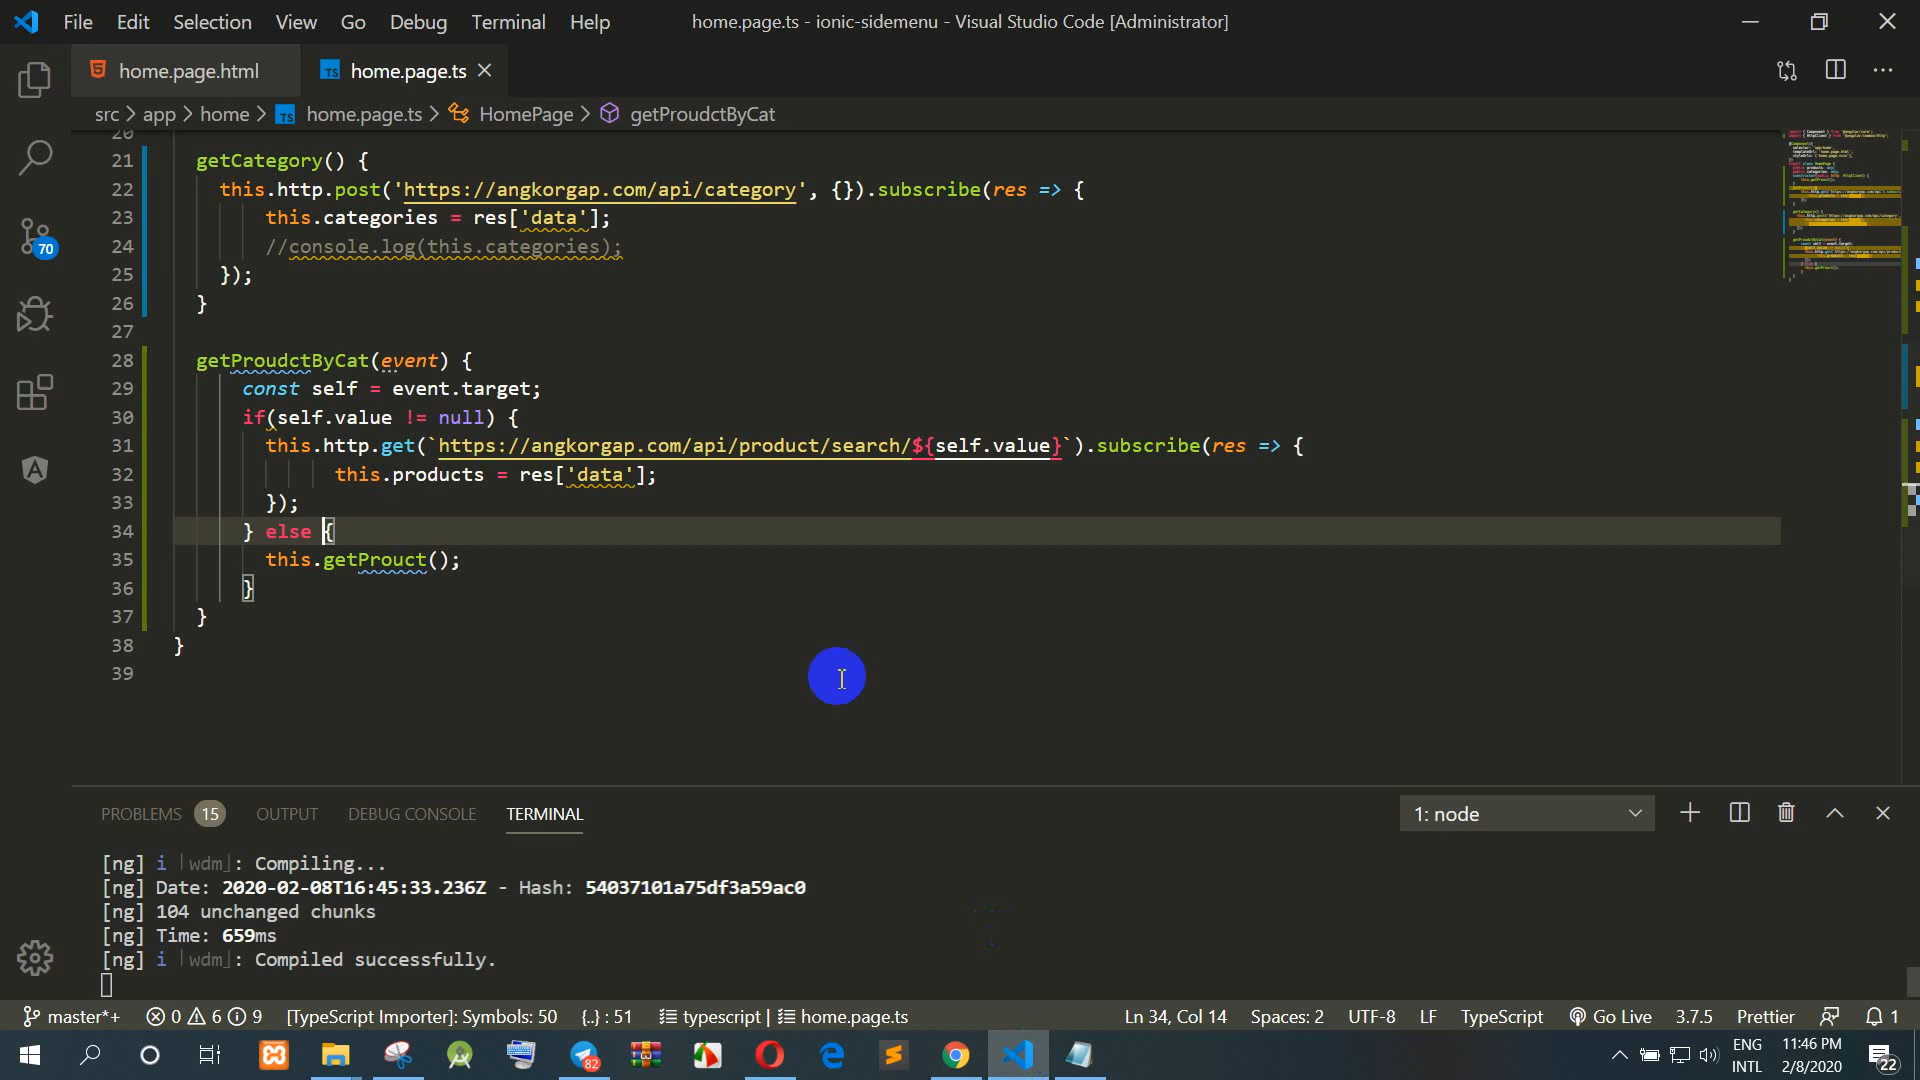 File Edit Selection View Go Debug Terminal Help home.page.ts - ionic-sidemenu - Visual Studio Code [Administrator]
home.page.html TS home.page.ts
src > app > home > TS home.page.ts > HomePage > getProudctByCat
20
21 getCategory() {
22 this.http.post('https://angkorgap.com/api/category', {}).subscribe(res => {
23 this.categories = res['data'];
24 //console.log(this.categories);
25 });
26 }
27
28 getProudctByCat(event) {
29 const self = event.target;
30 if(self.value != null) {
31 this.http.get(`https://angkorgap.com/api/product/search/${self.value}`).subscribe(res => {
32 this.products = res['data'];
33 });
34 } else {
35 this.getProuct();
36 }
37 }
38 }
39
70
PROBLEMS 15 OUTPUT DEBUG CONSOLE TERMINAL 1: node
[ng] i ｢wdm｣: Compiling...
[ng] Date: 2020-02-08T16:45:33.236Z - Hash: 54037101a75df3a59ac0
[ng] 104 unchanged chunks
[ng] Time: 659ms
[ng] i ｢wdm｣: Compiled successfully.
master*+ 0 6 9 [TypeScript Importer]: Symbols: 50 {..} : 51 typescript | home.page.ts Ln 34, Col 14 Spaces: 2 UTF-8 LF TypeScript Go Live 3.7.5 Prettier 1
82 ENG 11:46 PM
INTL 2/8/2020 22